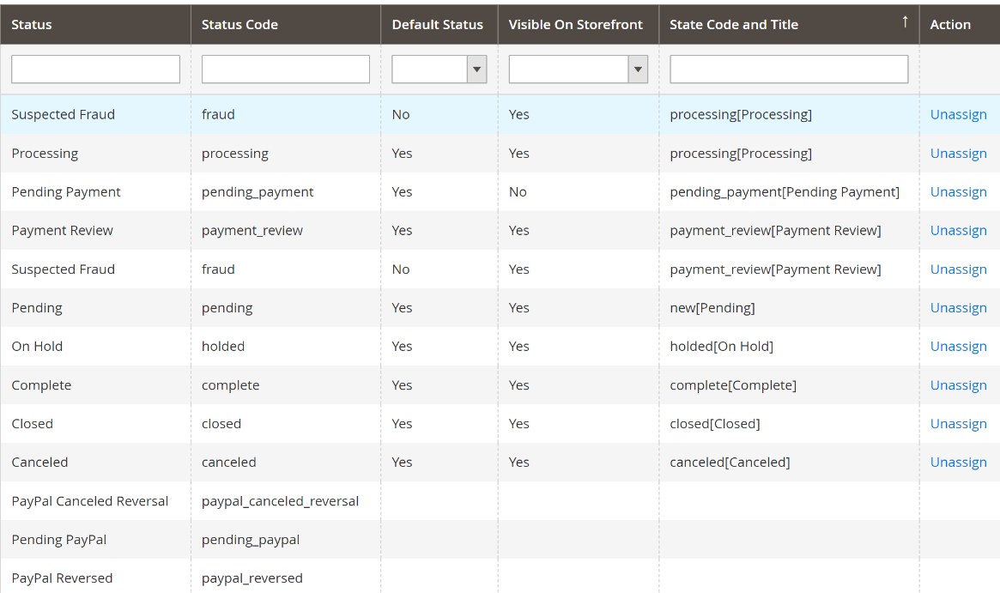 Status Status Code Default Status Visible On Storefront State Code and Title ↑ Action
Suspected Fraud fraud No Yes processing[Processing] Unassign
Processing processing Yes Yes processing[Processing] Unassign
Pending Payment pending_payment Yes No pending_payment[Pending Payment] Unassign
Payment Review payment_review Yes Yes payment_review[Payment Review] Unassign
Suspected Fraud fraud No Yes payment_review[Payment Review] Unassign
Pending pending Yes Yes new[Pending] Unassign
On Hold holded Yes Yes holded[On Hold] Unassign
Complete complete Yes Yes complete[Complete] Unassign
Closed closed Yes Yes closed[Closed] Unassign
Canceled canceled Yes Yes canceled[Canceled] Unassign
PayPal Canceled Reversal paypal_canceled_reversal
Pending PayPal pending_paypal
PayPal Reversed paypal_reversed